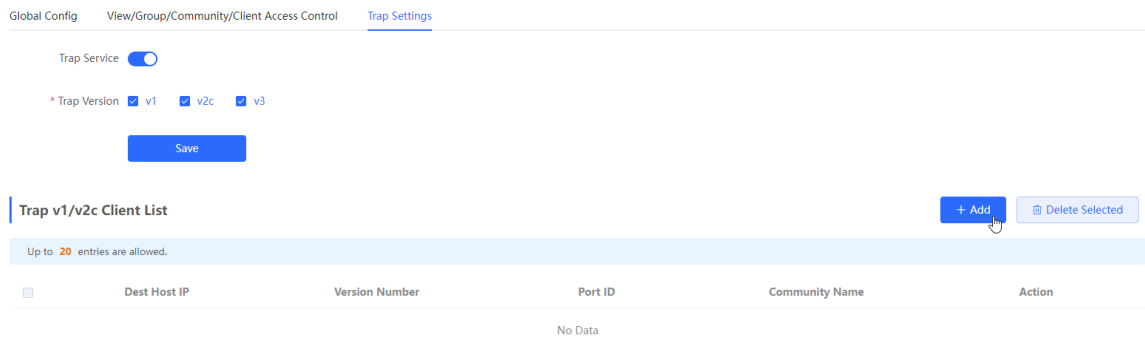 Global Config View/Group/Community/Client Access Control Trap Settings
Trap Service
* Trap Version v1 v2c v3
Save
Trap v1/v2c Client List + Add Delete Selected
Up to 20 entries are allowed.
Dest Host IP Version Number Port ID Community Name Action
No Data